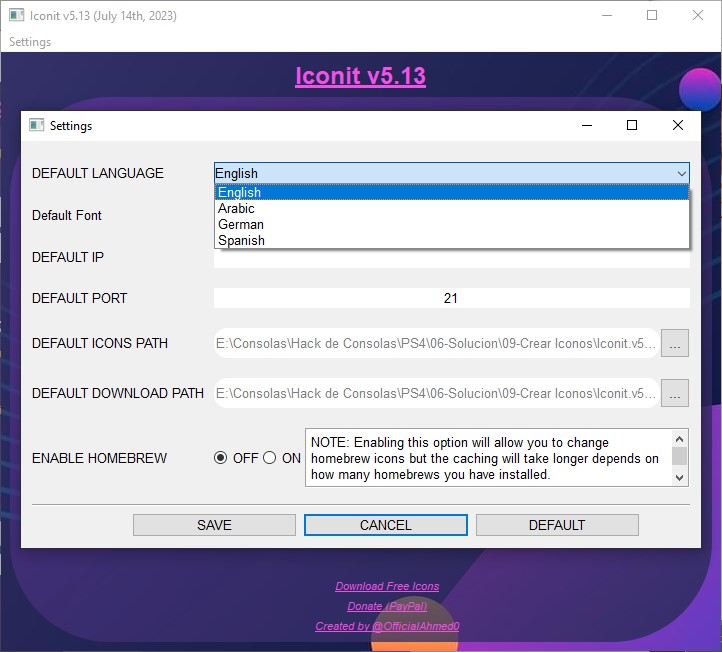 Iconit v5.13 (July 14th, 2023)
Settings
Iconit v5.13
Settings
DEFAULT LANGUAGE
English
English
Arabic
German
Spanish
Default Font
DEFAULT IP
DEFAULT PORT
21
DEFAULT ICONS PATH
E:\Consolas\Hack de Consolas\PS4\06-Solucion\09-Crear Iconos\Iconit.v5...
...
DEFAULT DOWNLOAD PATH
E:\Consolas\Hack de Consolas\PS4\06-Solucion\09-Crear Iconos\Iconit.v5...
...
ENABLE HOMEBREW
OFF
ON
NOTE: Enabling this option will allow you to change
homebrew icons but the caching will take longer depends on
how many homebrews you have installed.
SAVE
CANCEL
DEFAULT
Download Free Icons
Donate (PayPal)
Created by @OfficialAhmed0